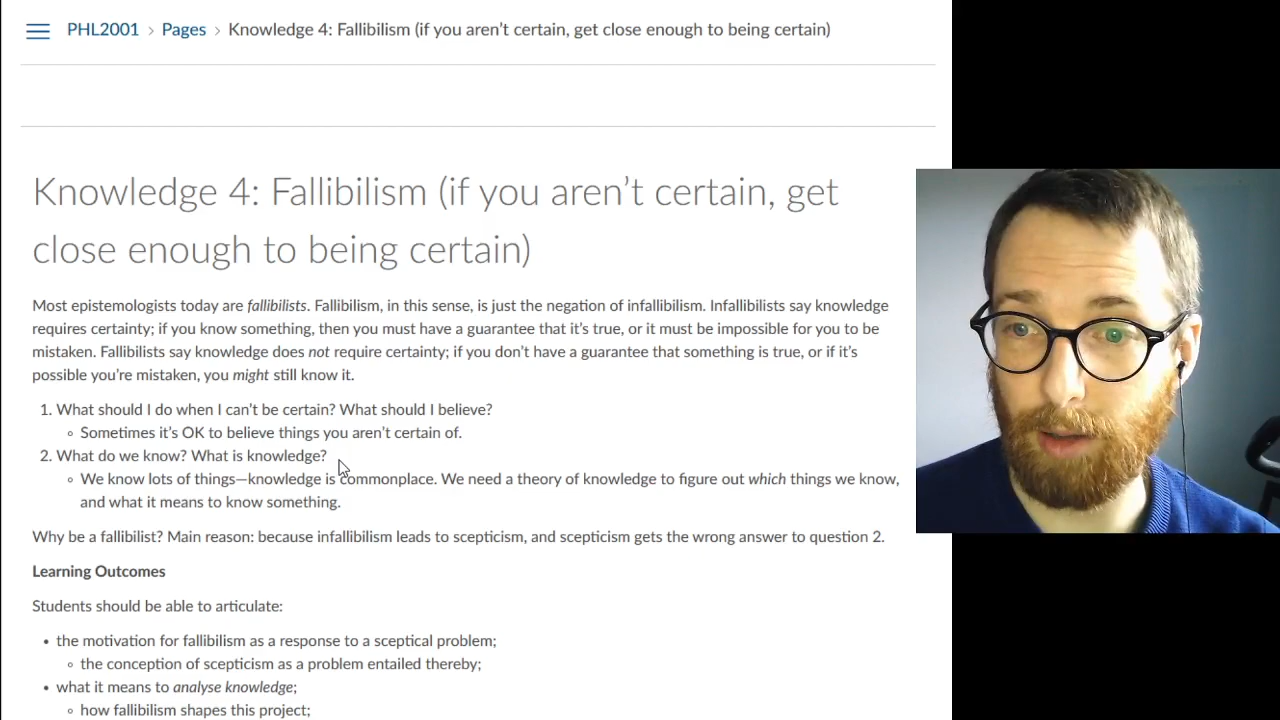 PHL2001 > Pages > Knowledge 4: Fallibilism (if you aren’t certain, get close enough to being certain)
Knowledge 4: Fallibilism (if you aren’t certain, get
close enough to being certain)
Most epistemologists today are fallibilists. Fallibilism, in this sense, is just the negation of infallibilism. Infallibilists say knowledge
requires certainty; if you know something, then you must have a guarantee that it’s true, or it must be impossible for you to be
mistaken. Fallibilists say knowledge does not require certainty; if you don’t have a guarantee that something is true, or if it’s
possible you’re mistaken, you might still know it.
1. What should I do when I can’t be certain? What should I believe?
◦ Sometimes it’s OK to believe things you aren’t certain of.
2. What do we know? What is knowledge?
◦ We know lots of things—knowledge is commonplace. We need a theory of knowledge to figure out which things we know,
and what it means to know something.
Why be a fallibilist? Main reason: because infallibilism leads to scepticism, and scepticism gets the wrong answer to question 2.
Learning Outcomes
Students should be able to articulate:
• the motivation for fallibilism as a response to a sceptical problem;
◦ the conception of scepticism as a problem entailed thereby;
• what it means to analyse knowledge;
◦ how fallibilism shapes this project;